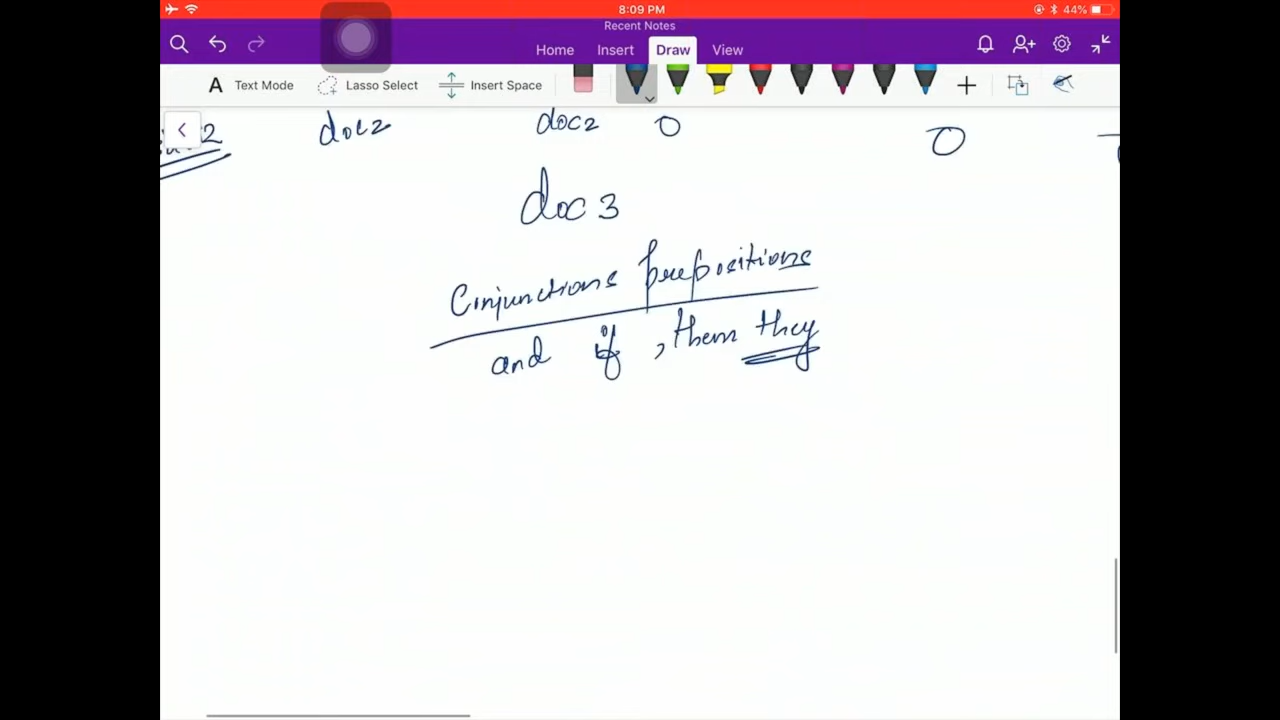 8:09 PM
44%
Recent Notes
Home Insert Draw View
A Text Mode Lasso Select Insert Space
2 doc2 doc2 0 0
doc 3
Conjunctions prepositions
and if , them they